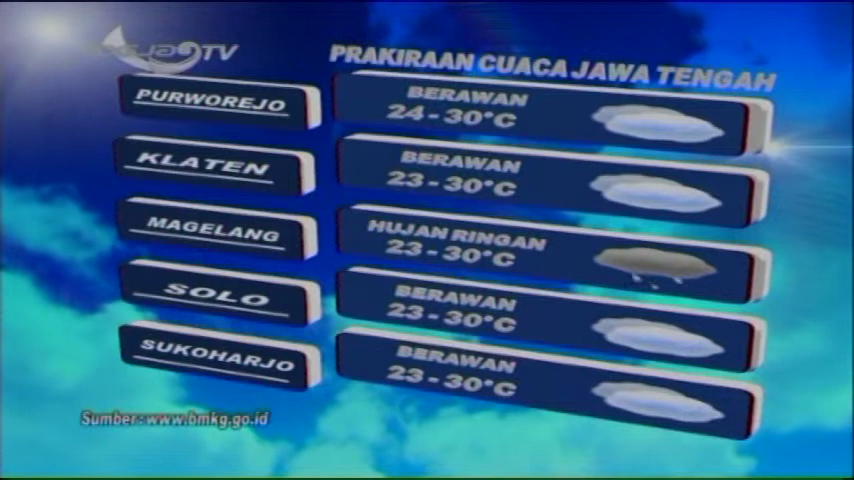 TV
PRAKIRAAN CUACA JAWA TENGAH
PURWOREJO
BERAWAN
24 - 30°C
KLATEN
BERAWAN
23 - 30°C
MAGELANG
HUJAN RINGAN
23 - 30°C
SOLO
BERAWAN
23 - 30°C
SUKOHARJO
BERAWAN
23 - 30°C
Sumber : www.bmkg.go.id